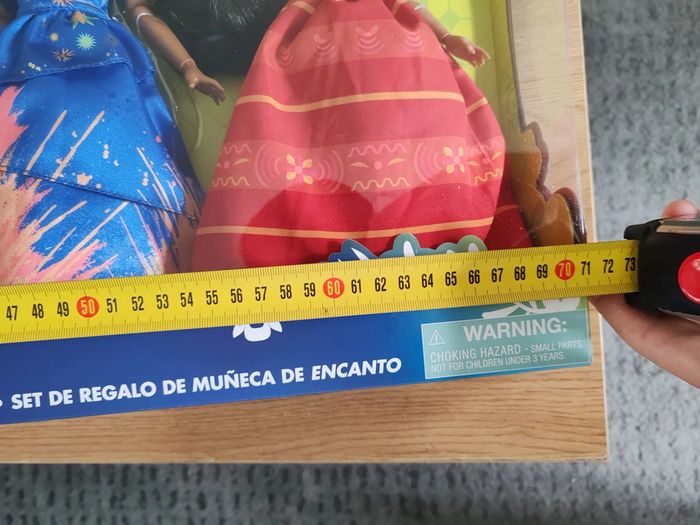 47 48 49 50 51 52 53 54 55 56 57 58 59 60 61 62 63 64 65 66 67 68 69 70 71 72 73
WARNING:
CHOKING HAZARD - SMALL PARTS
NOT FOR CHILDREN UNDER 3 YEARS.
• SET DE REGALO DE MUÑECA DE ENCANTO